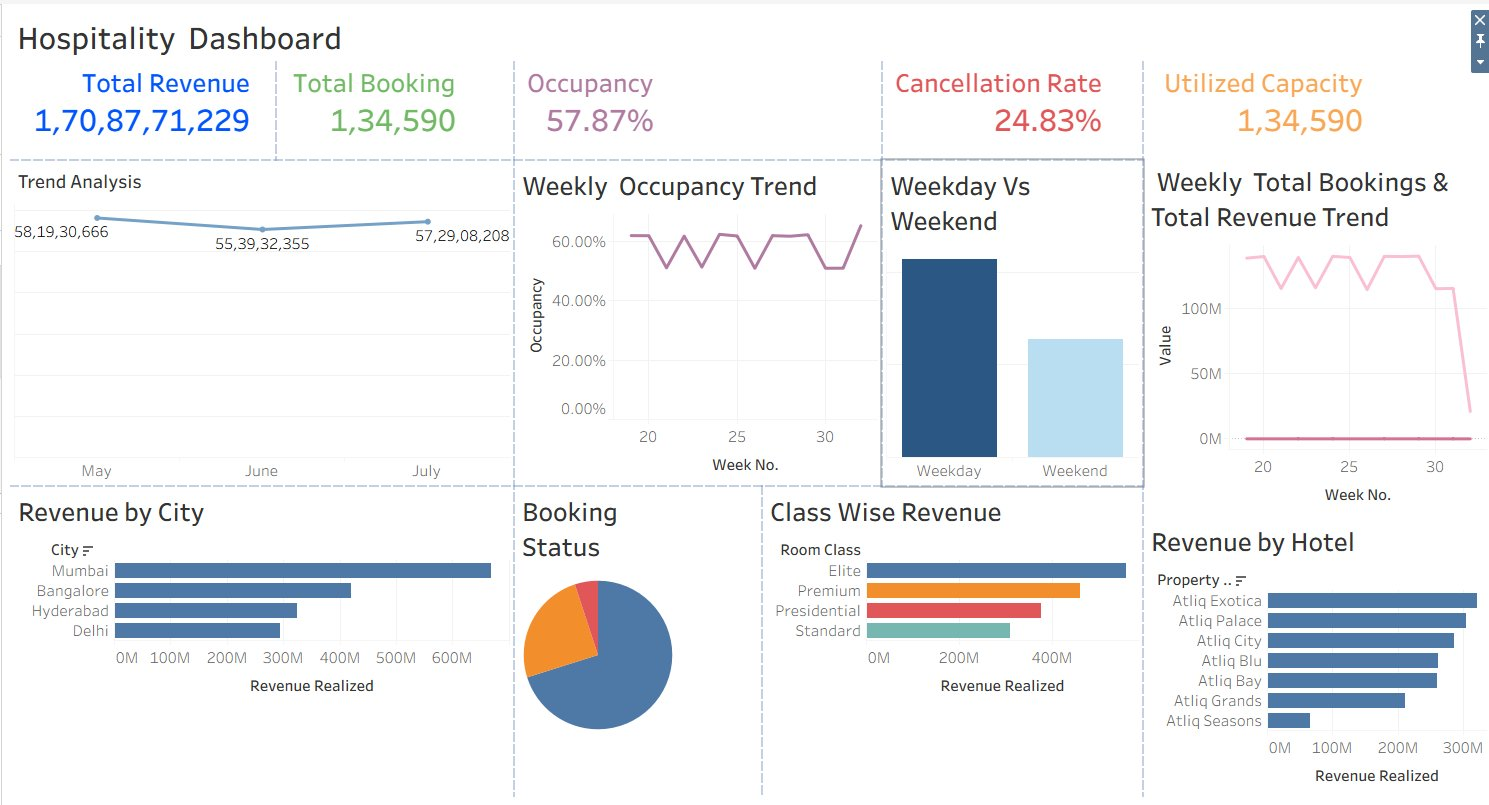 Hospitality Dashboard
Total Revenue
1,70,87,71,229
Total Booking
1,34,590
Occupancy
57.87%
Cancellation Rate
24.83%
Utilized Capacity
1,34,590
Trend Analysis
58,19,30,666
55,39,32,355
57,29,08,208
May June July
Weekly Occupancy Trend
Occupancy
60.00%
40.00%
20.00%
0.00%
20 25 30
Week No.
Weekday Vs
Weekend
Weekday Weekend
Weekly Total Bookings &
Total Revenue Trend
Value
100M
50M
0M
20 25 30
Week No.
Revenue by City
City
Mumbai
Bangalore
Hyderabad
Delhi
0M 100M 200M 300M 400M 500M 600M
Revenue Realized
Booking
Status
Class Wise Revenue
Room Class
Elite
Premium
Presidential
Standard
0M 200M 400M
Revenue Realized
Revenue by Hotel
Property ..
Atliq Exotica
Atliq Palace
Atliq City
Atliq Blu
Atliq Bay
Atliq Grands
Atliq Seasons
0M 100M 200M 300M
Revenue Realized